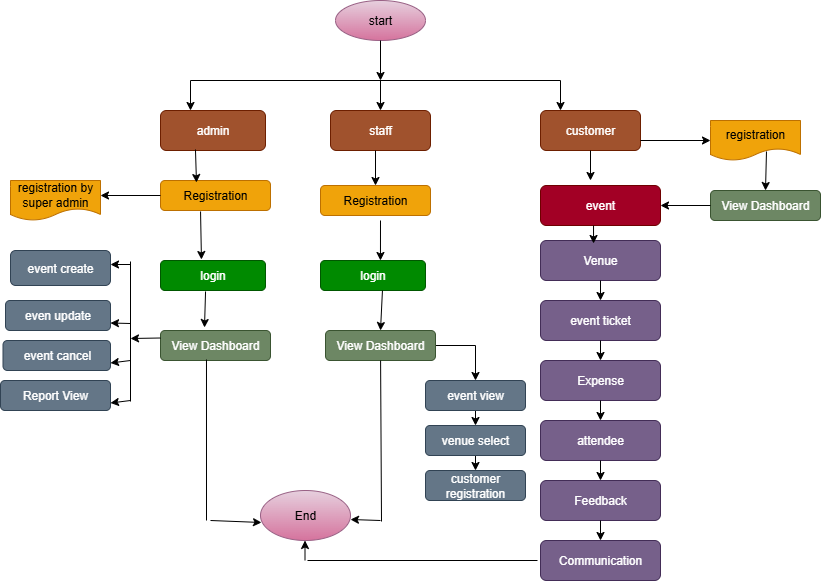 start
admin
staff
customer
registration
registration by
super admin
Registration
Registration
event
View Dashboard
event create
login
login
Venue
even update
event ticket
event cancel
View Dashboard
View Dashboard
Report View
event view
Expense
venue select
attendee
customer
registration
Feedback
End
Communication